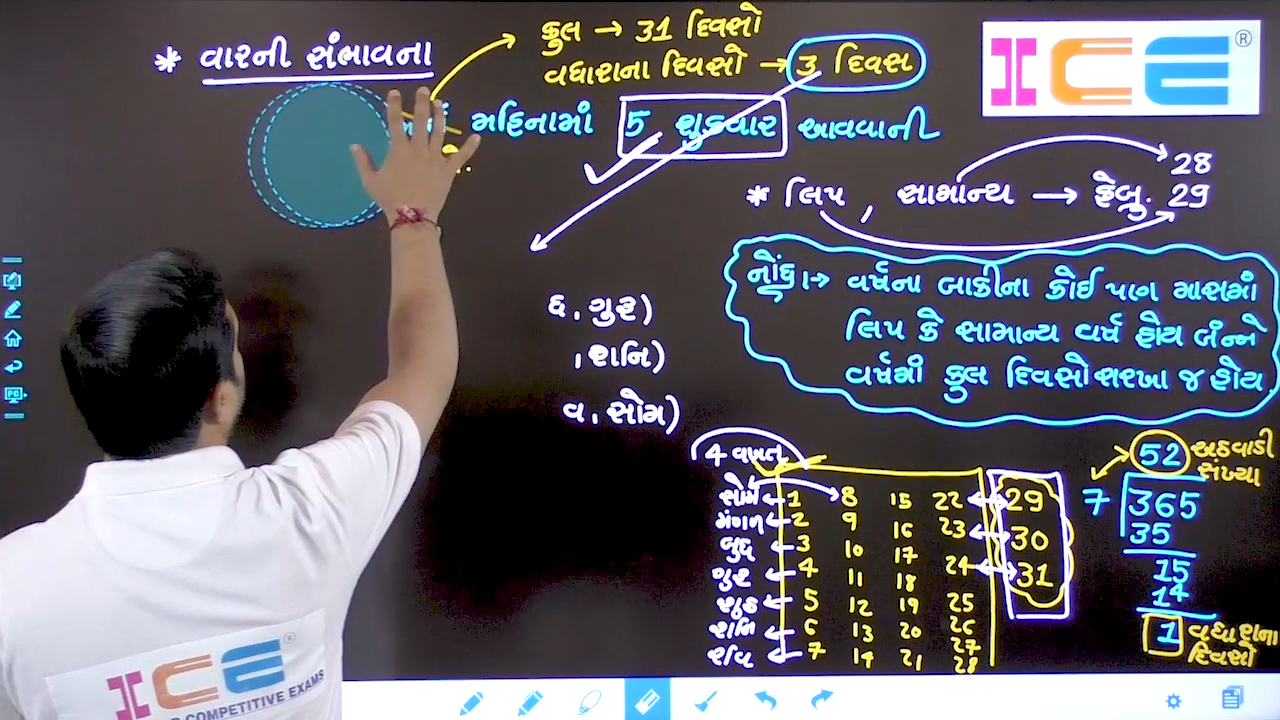 * વારની સંભાવના
કુલ → 31 દિવસો
વધારાના દિવસો → 3 દિવસ
મહિનામાં 5 શુક્રવાર આવવાની
ICE ®
* લિપ, સામાન્ય → ફેબ્રુ. 28
29
નોંધ :→ વર્ષના બાકીના કોઈ પણ માસમાં
લિપ કે સામાન્ય વર્ષ હોય બંન્ને
વર્ષમાં કુલ દિવસો સરખા જ હોય
, ગુરુ)
, શનિ)
, સોમ)
4 વખત
સોમ ← 1 8 15 22 29
મંગળ ← 2 9 16 23 30
બુધ ← 3 10 17 24 31
ગુરુ ← 4 11 18 25
શુક્ર ← 5 12 19 26
શનિ ← 6 13 20 27
રવિ ← 7 14 21 28
52 અઠવાડી
સંખ્યા
7 365
35
15
14
1 વધારાના
દિવસો
ICE ®
COMPETITIVE EXAMS